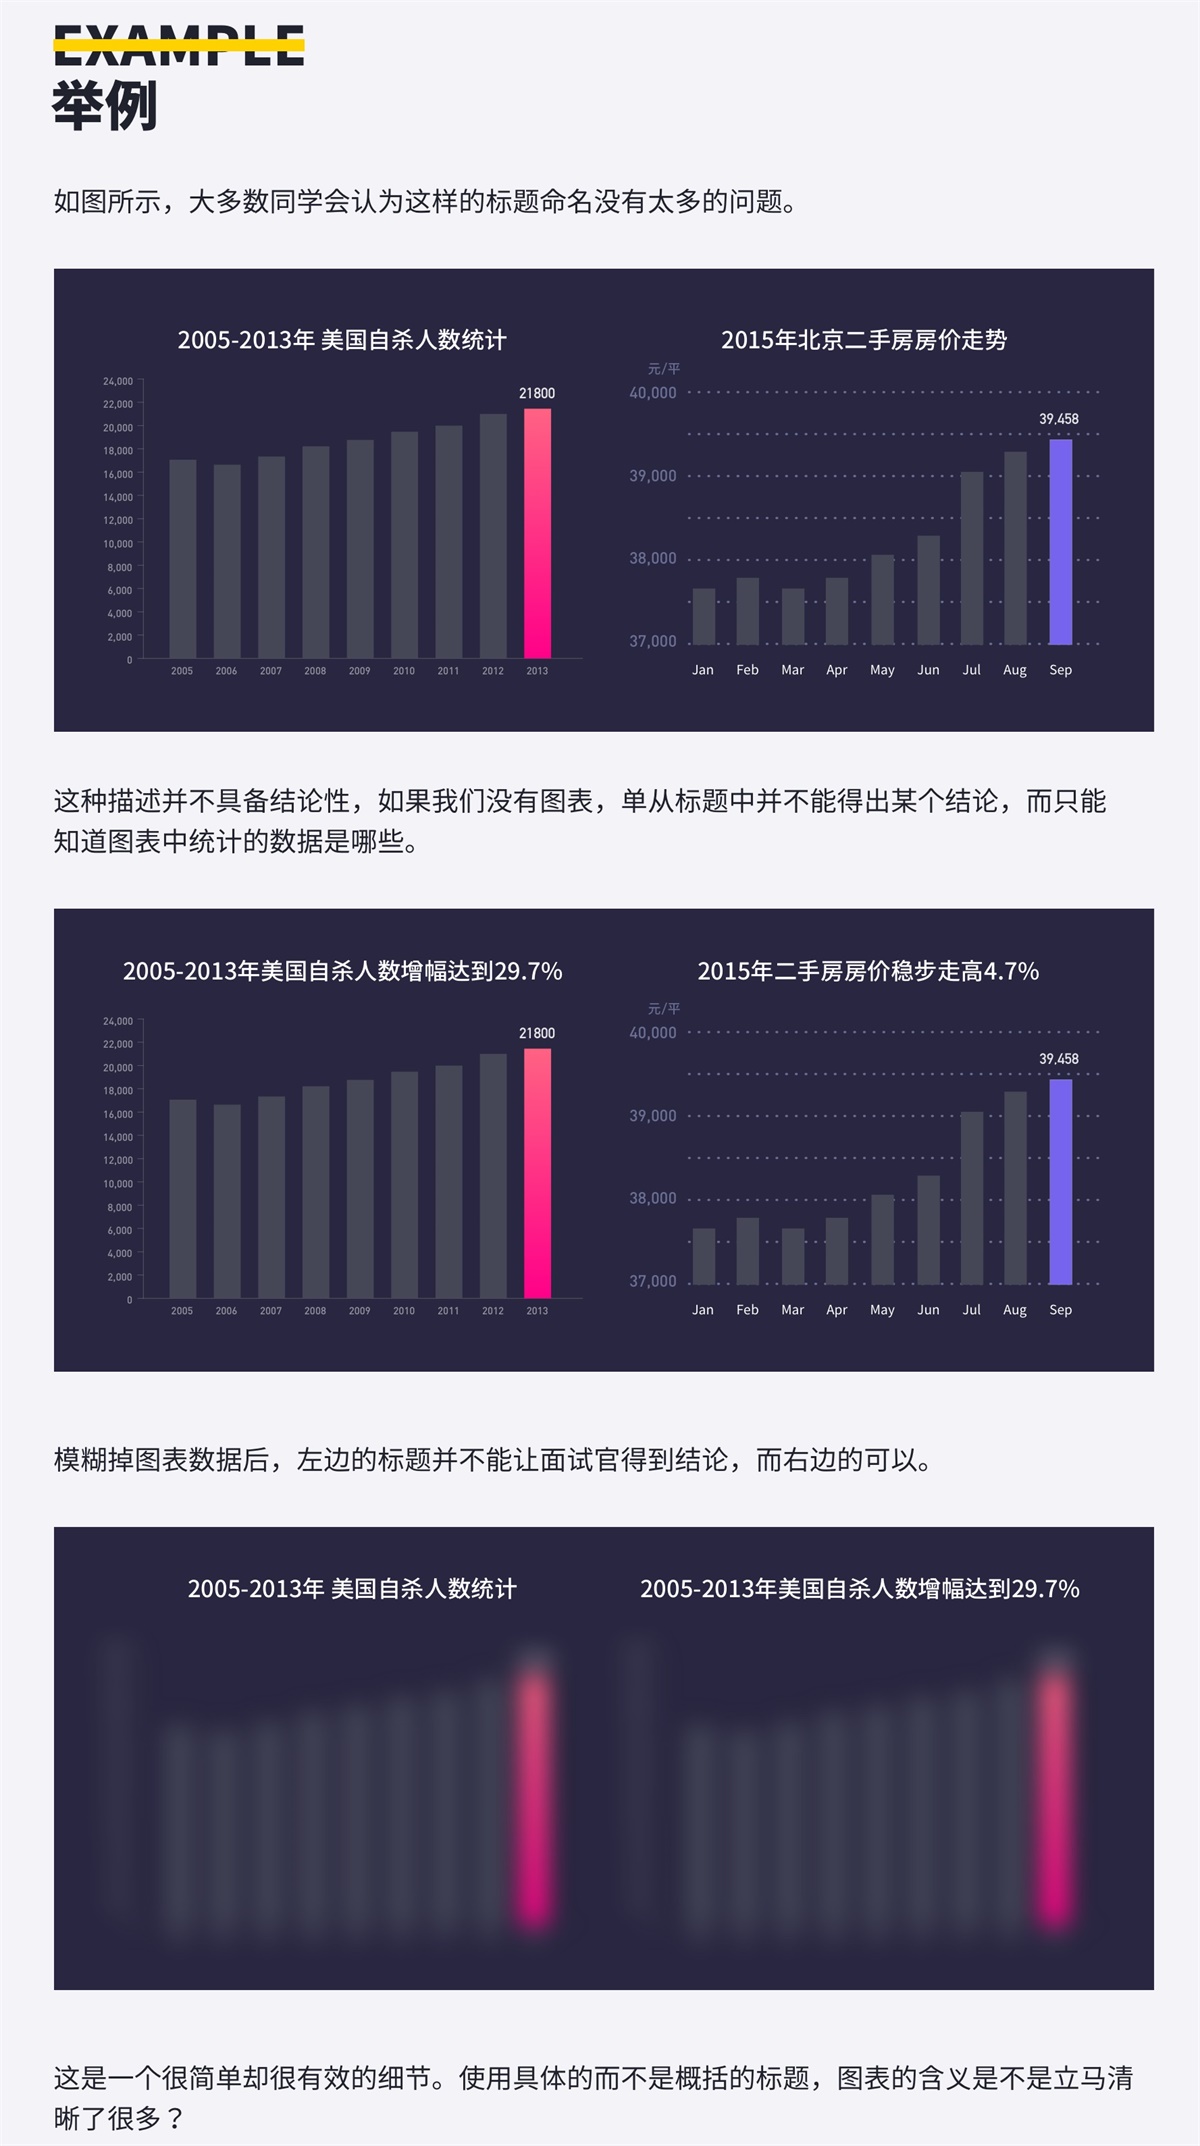 EXAMPLE
举例
如图所示，大多数同学会认为这样的标题命名没有太多的问题。
2005-2013年 美国自杀人数统计
24,000
22,000
20,000
18,000
16,000
14,000
12,000
10,000
8,000
6,000
4,000
2,000
0
21800
2005 2006 2007 2008 2009 2010 2011 2012 2013
2015年北京二手房房价走势
元/平
40,000
39,000
38,000
37,000
39,458
Jan Feb Mar Apr May Jun Jul Aug Sep
这种描述并不具备结论性，如果我们没有图表，单从标题中并不能得出某个结论，而只能
知道图表中统计的数据是哪些。
2005-2013年美国自杀人数增幅达到29.7%
24,000
22,000
20,000
18,000
16,000
14,000
12,000
10,000
8,000
6,000
4,000
2,000
0
21800
2005 2006 2007 2008 2009 2010 2011 2012 2013
2015年二手房房价稳步走高4.7%
元/平
40,000
39,000
38,000
37,000
39,458
Jan Feb Mar Apr May Jun Jul Aug Sep
模糊掉图表数据后，左边的标题并不能让面试官得到结论，而右边的可以。
2005-2013年 美国自杀人数统计
2005-2013年美国自杀人数增幅达到29.7%
这是一个很简单却很有效的细节。使用具体的而不是概括的标题，图表的含义是不是立马清
晰了很多？